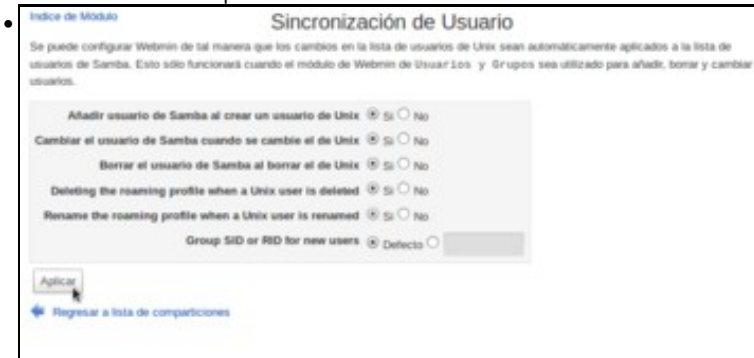 Indice de Módulo
Sincronización de Usuario
Se puede configurar Webmin de tal manera que los cambios en la lista de usuarios de Unix sean automáticamente aplicados a la lista de
usuarios de Samba. Esto sólo funcionará cuando el módulo de Webmin de Usuarios y Grupos sea utilizado para añadir, borrar y cambiar
usuarios.
Añadir usuario de Samba al crear un usuario de Unix Si No
Cambiar el usuario de Samba cuando se cambie el de Unix Si No
Borrar el usuario de Samba al borrar el de Unix Si No
Deleting the roaming profile when a Unix user is deleted Si No
Rename the roaming profile when a Unix user is renamed Si No
Group SID or RID for new users Defecto
Aplicar
Regresar a lista de comparticiones